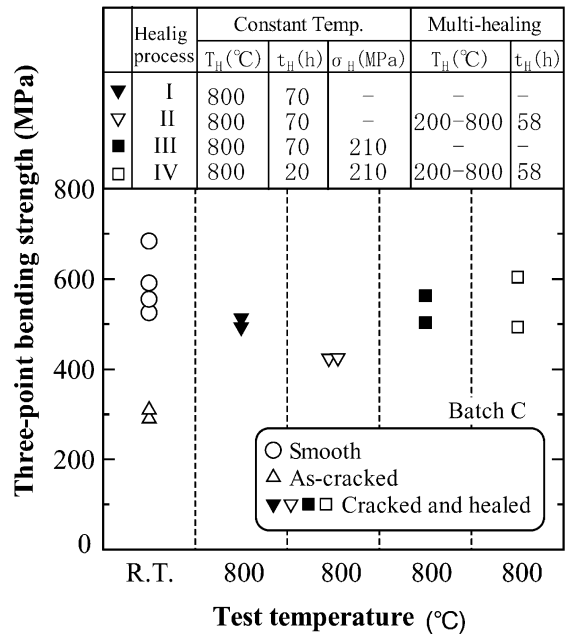 Healig process Constant Temp. Multi-healing
T_H(℃) t_H(h) σ_H(MPa) T_H(℃) t_H(h)
▼ I 800 70 - - -
▽ II 800 70 - 200-800 58
■ III 800 70 210 - -
□ IV 800 20 210 200-800 58
Three-point bending strength (MPa)
800
600
400
200
0
Batch C
○ Smooth
△ As-cracked
▼▽■□ Cracked and healed
R.T. 800 800 800 800
Test temperature (℃)